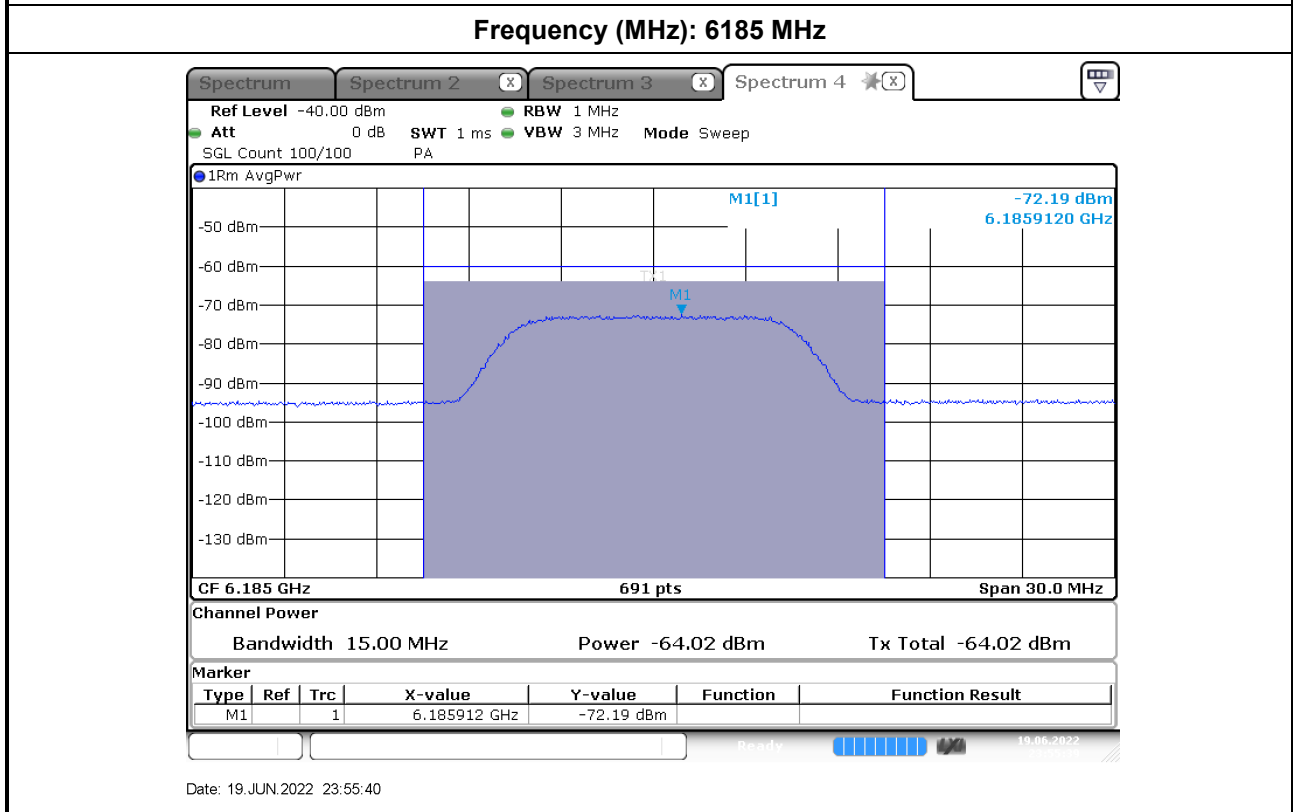 Frequency (MHz): 6185 MHz
Spectrum Spectrum 2 X Spectrum 3 X Spectrum 4 X
Ref Level -40.00 dBm RBW 1 MHz
Att 0 dB SWT 1 ms VBW 3 MHz Mode Sweep
SGL Count 100/100 PA
1Rm AvgPwr
M1[1] -72.19 dBm
6.1859120 GHz
-50 dBm
-60 dBm
Tx1
M1
-70 dBm
-80 dBm
-90 dBm
-100 dBm
-110 dBm
-120 dBm
-130 dBm
CF 6.185 GHz 691 pts Span 30.0 MHz
Channel Power
Bandwidth 15.00 MHz Power -64.02 dBm Tx Total -64.02 dBm
Marker
Type Ref Trc X-value Y-value Function Function Result
M1 1 6.185912 GHz -72.19 dBm
Ready 19.06.2022
Date: 19.JUN.2022 23:55:40